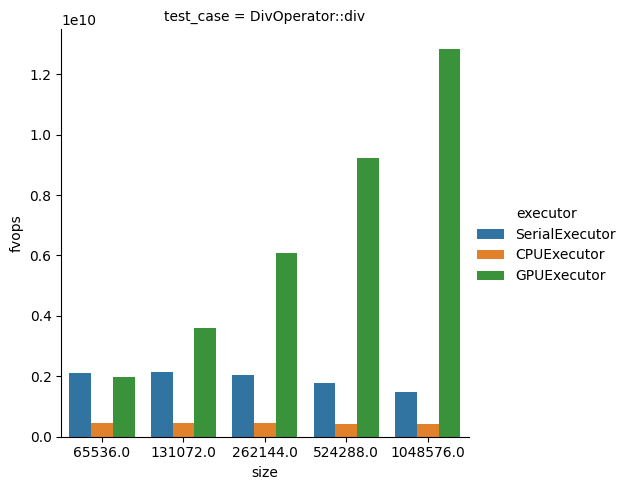 test_case = DivOperator::div
1e10
1.2
1.0
0.8
0.6
0.4
0.2
0.0
fvops
65536.0 131072.0 262144.0 524288.0 1048576.0
size
executor
SerialExecutor
CPUExecutor
GPUExecutor